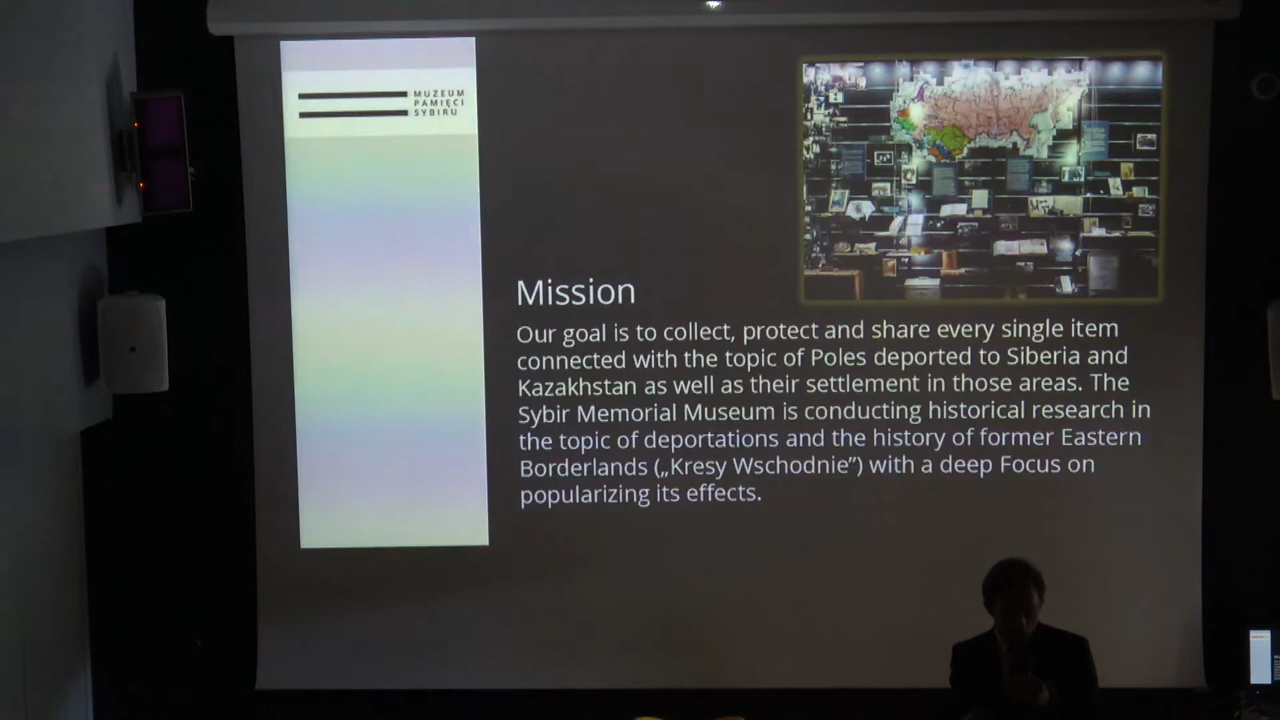 MUZEUM
PAMIĘCI
SYBIRU
Mission
Our goal is to collect, protect and share every single item
connected with the topic of Poles deported to Siberia and
Kazakhstan as well as their settlement in those areas. The
Sybir Memorial Museum is conducting historical research in
the topic of deportations and the history of former Eastern
Borderlands („Kresy Wschodnie”) with a deep Focus on
popularizing its effects.